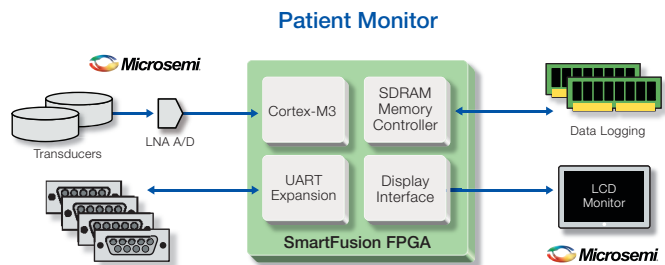 Patient Monitor
Microsemi
Transducers
LNA A/D
Cortex-M3
SDRAM
Memory
Controller
UART
Expansion
Display
Interface
SmartFusion FPGA
Data Logging
LCD
Monitor
Microsemi